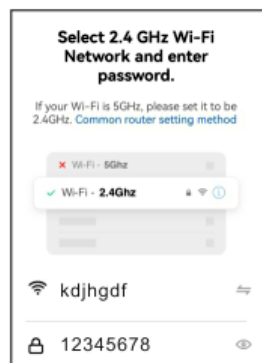 Select 2.4 GHz Wi-Fi
Network and enter
password.
If your Wi-Fi is 5GHz, please set it to be
2.4GHz. Common router setting method
Wi-Fi - 5Ghz
Wi-Fi - 2.4Ghz
kdjhgdf
12345678